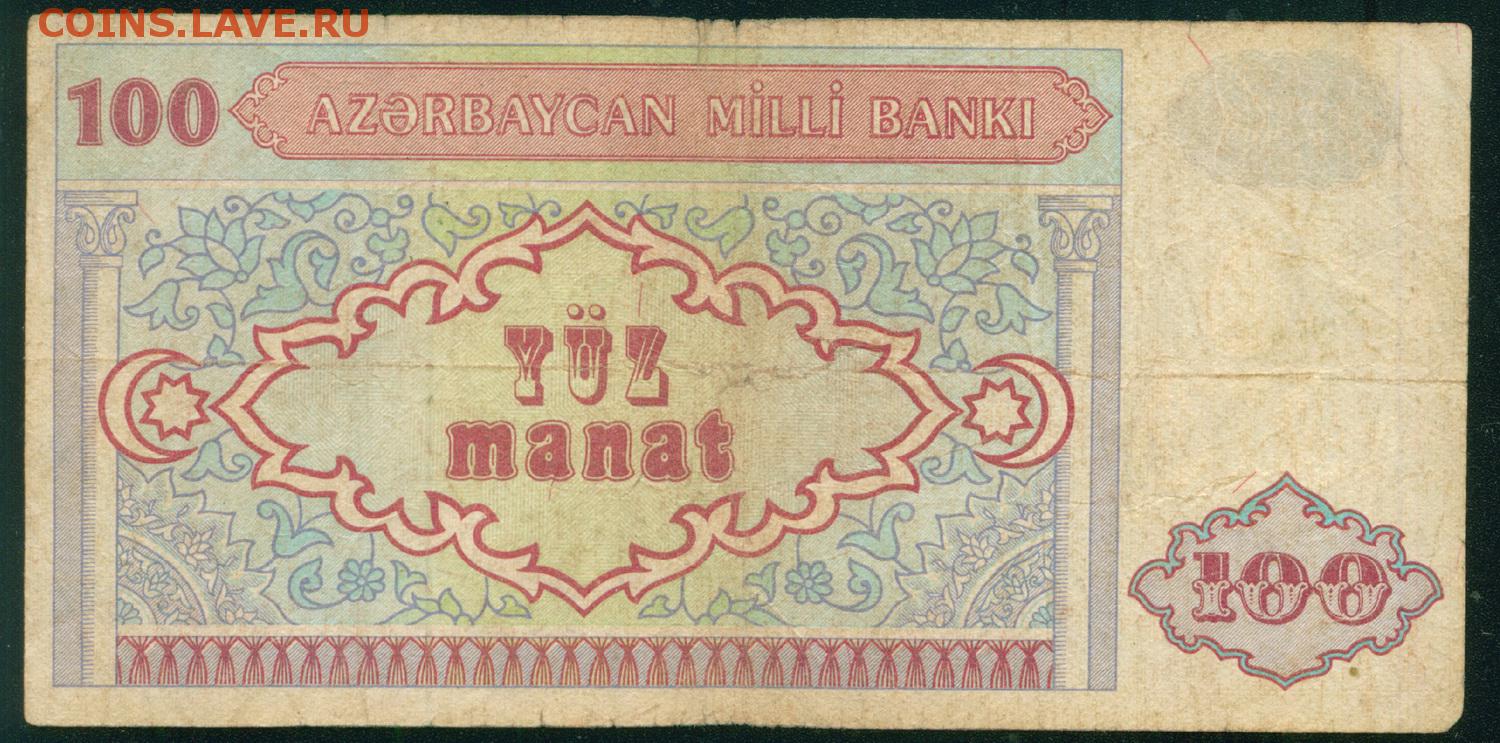 COINS.LAVE.RU
100 AZƏRBAYCAN MİLLİ BANKI
YÜZ
manat
100